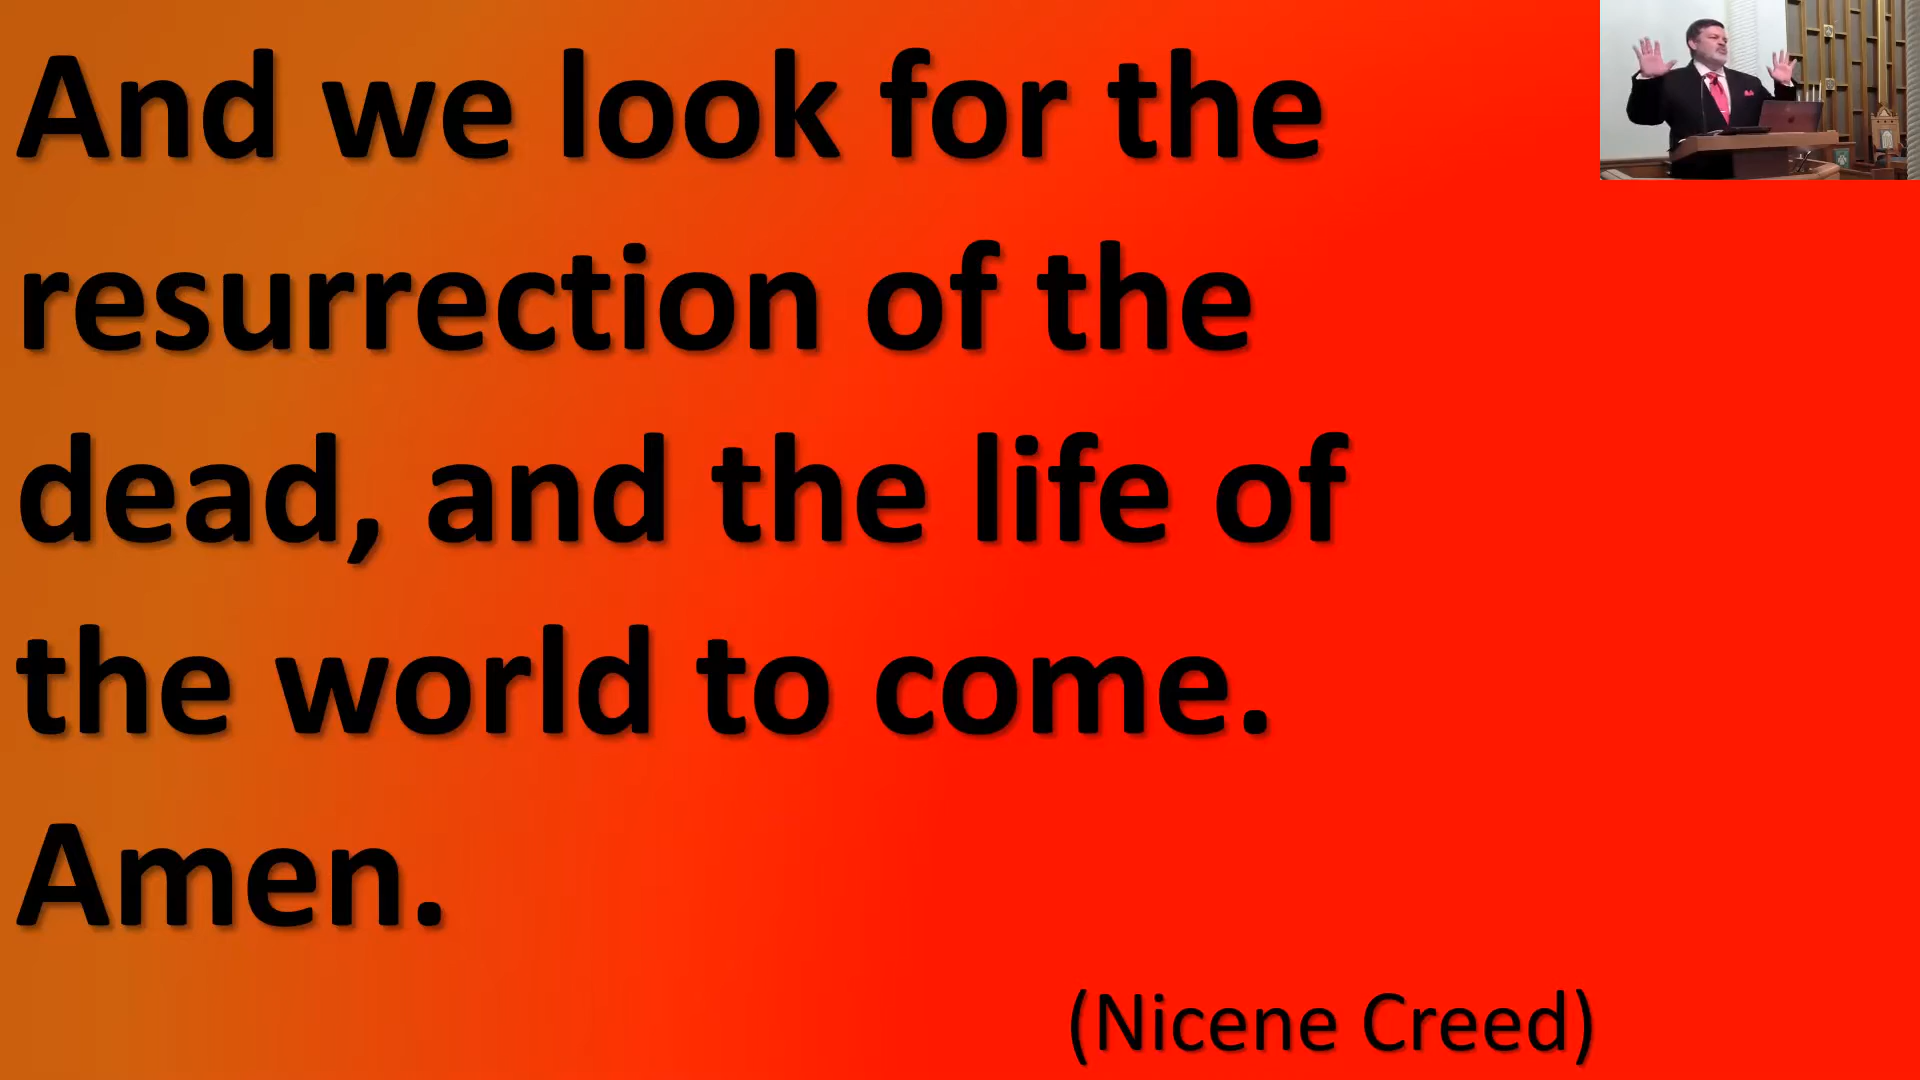 And we look for the
resurrection of the
dead, and the life of
the world to come.
Amen.
(Nicene Creed)